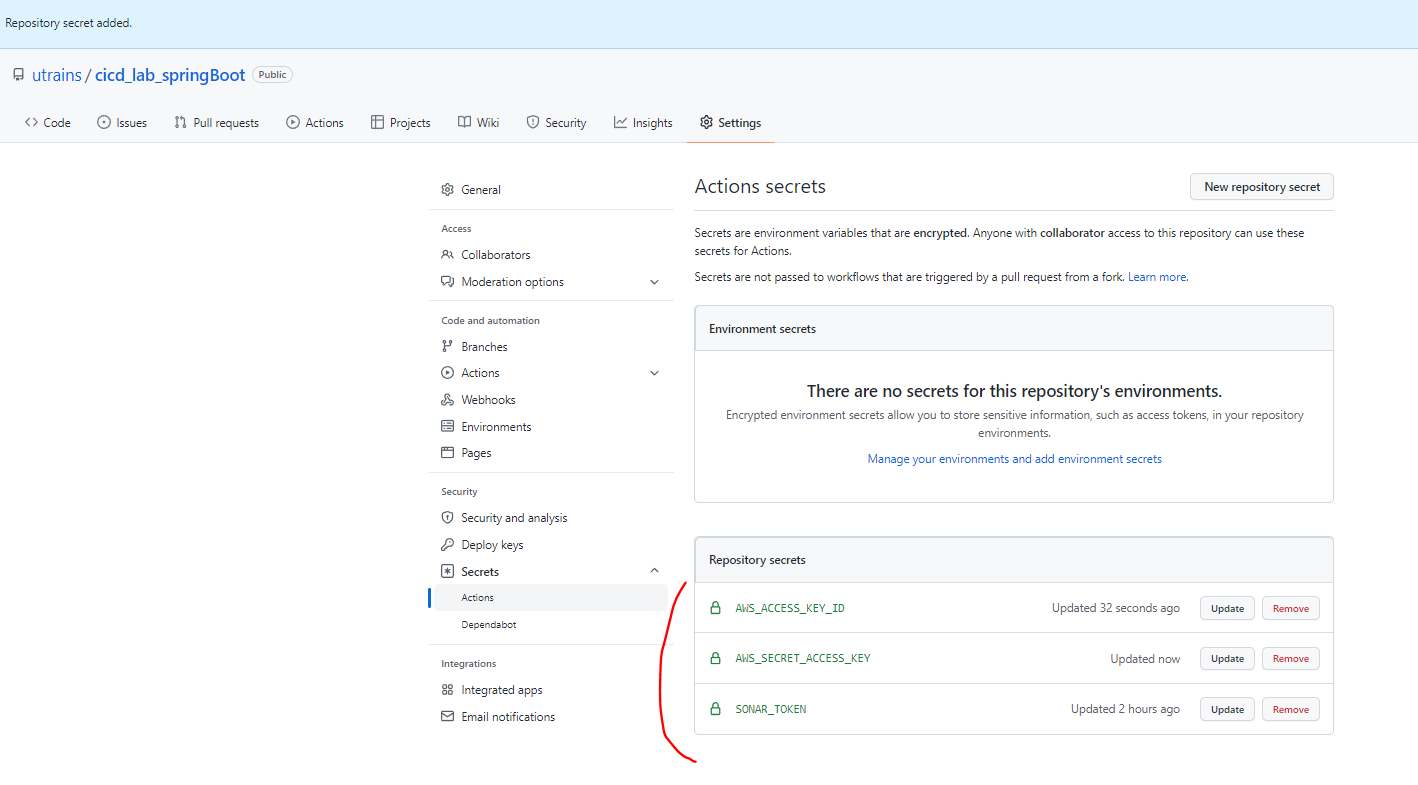 Repository secret added.
utrains / cicd_lab_springBoot Public
Code Issues Pull requests Actions Projects Wiki Security Insights Settings
General
Access
Collaborators
Moderation options
Code and automation
Branches
Actions
Webhooks
Environments
Pages
Security
Security and analysis
Deploy keys
Secrets
Actions
Dependabot
Integrations
Integrated apps
Email notifications
Actions secrets
New repository secret
Secrets are environment variables that are encrypted. Anyone with collaborator access to this repository can use these
secrets for Actions.
Secrets are not passed to workflows that are triggered by a pull request from a fork. Learn more.
Environment secrets
There are no secrets for this repository's environments.
Encrypted environment secrets allow you to store sensitive information, such as access tokens, in your repository
environments.
Manage your environments and add environment secrets
Repository secrets
AWS_ACCESS_KEY_ID Updated 32 seconds ago Update Remove
AWS_SECRET_ACCESS_KEY Updated now Update Remove
SONAR_TOKEN Updated 2 hours ago Update Remove